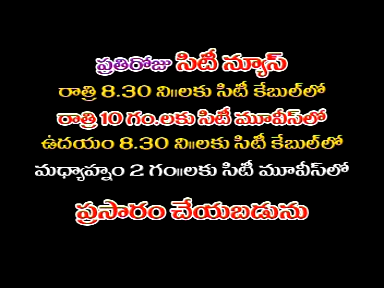 ప్రతిరోజు సిటీ న్యూస్
రాత్రి 8.30 ని॥లకు సిటీ కేబుల్‌లో
రాత్రి 10 గం.లకు సిటీ మూవీస్‌లో
ఉదయం 8.30 ని॥లకు సిటీ కేబుల్‌లో
మధ్యాహ్నం 2 గం॥లకు సిటీ మూవీస్‌లో
ప్రసారం చేయబడును